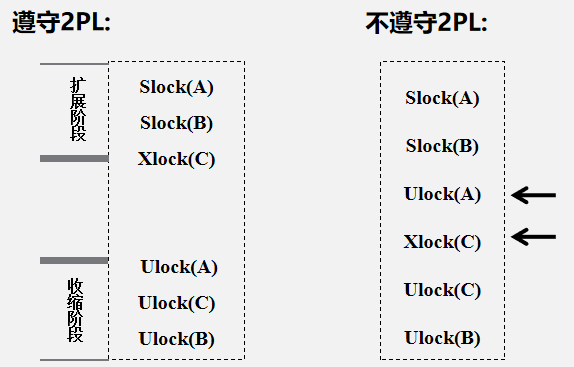 遵守2PL:
扩展阶段
Slock(A)
Slock(B)
Xlock(C)
收缩阶段
Ulock(A)
Ulock(C)
Ulock(B)
不遵守2PL:
Slock(A)
Slock(B)
Ulock(A)
Xlock(C)
Ulock(C)
Ulock(B)